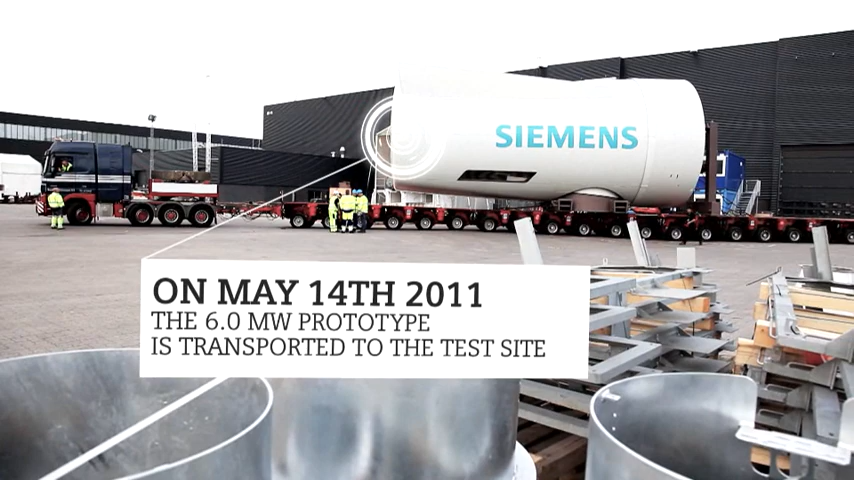 SIEMENS
ON MAY 14TH 2011
THE 6.0 MW PROTOTYPE
IS TRANSPORTED TO THE TEST SITE